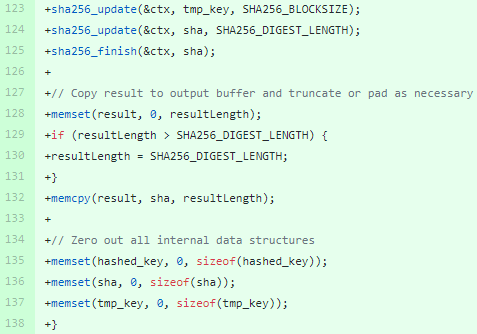 123 +sha256_update(&ctx, tmp_key, SHA256_BLOCKSIZE);
124 +sha256_update(&ctx, sha, SHA256_DIGEST_LENGTH);
125 +sha256_finish(&ctx, sha);
126 +
127 +// Copy result to output buffer and truncate or pad as necessary
128 +memset(result, 0, resultLength);
129 +if (resultLength > SHA256_DIGEST_LENGTH) {
130 +resultLength = SHA256_DIGEST_LENGTH;
131 +}
132 +memcpy(result, sha, resultLength);
133 +
134 +// Zero out all internal data structures
135 +memset(hashed_key, 0, sizeof(hashed_key));
136 +memset(sha, 0, sizeof(sha));
137 +memset(tmp_key, 0, sizeof(tmp_key));
138 +}